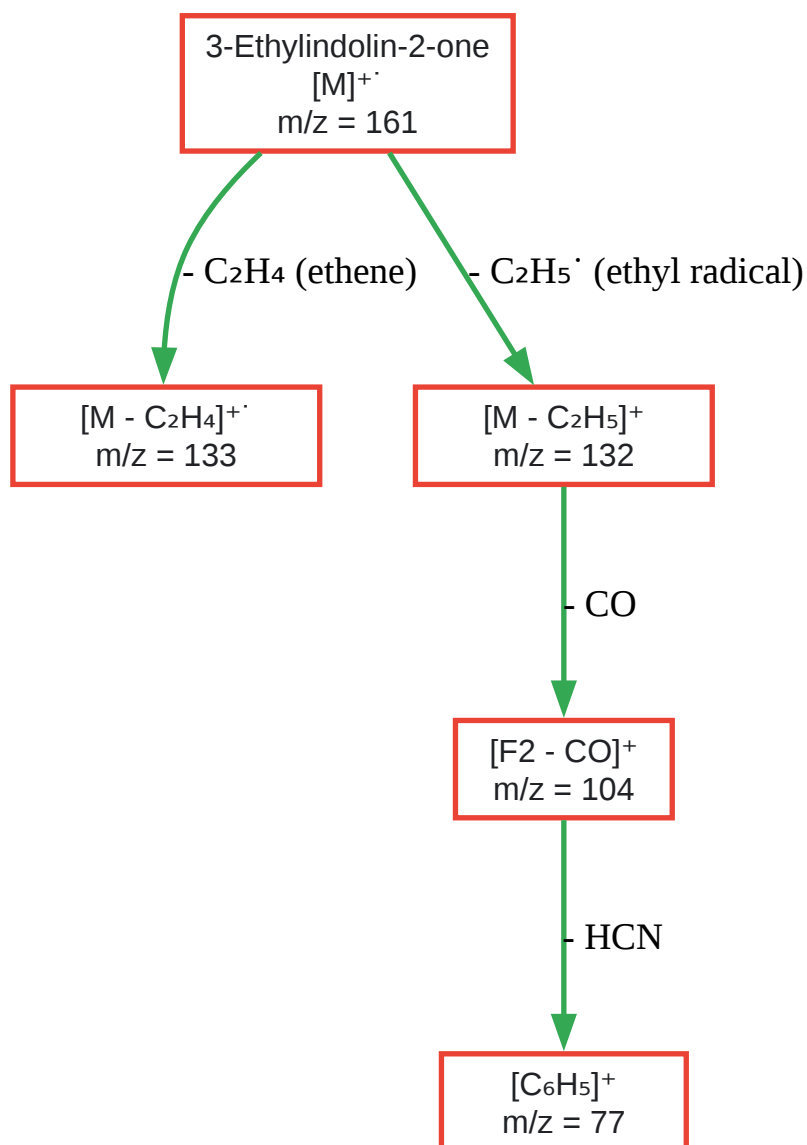 3-Ethylindolin-2-one
[M]⁺˙
m/z = 161
- C₂H₄ (ethene)
- C₂H₅˙ (ethyl radical)
[M - C₂H₄]⁺˙
m/z = 133
[M - C₂H₅]⁺
m/z = 132
- CO
[F2 - CO]⁺
m/z = 104
- HCN
[C₆H₅]⁺
m/z = 77